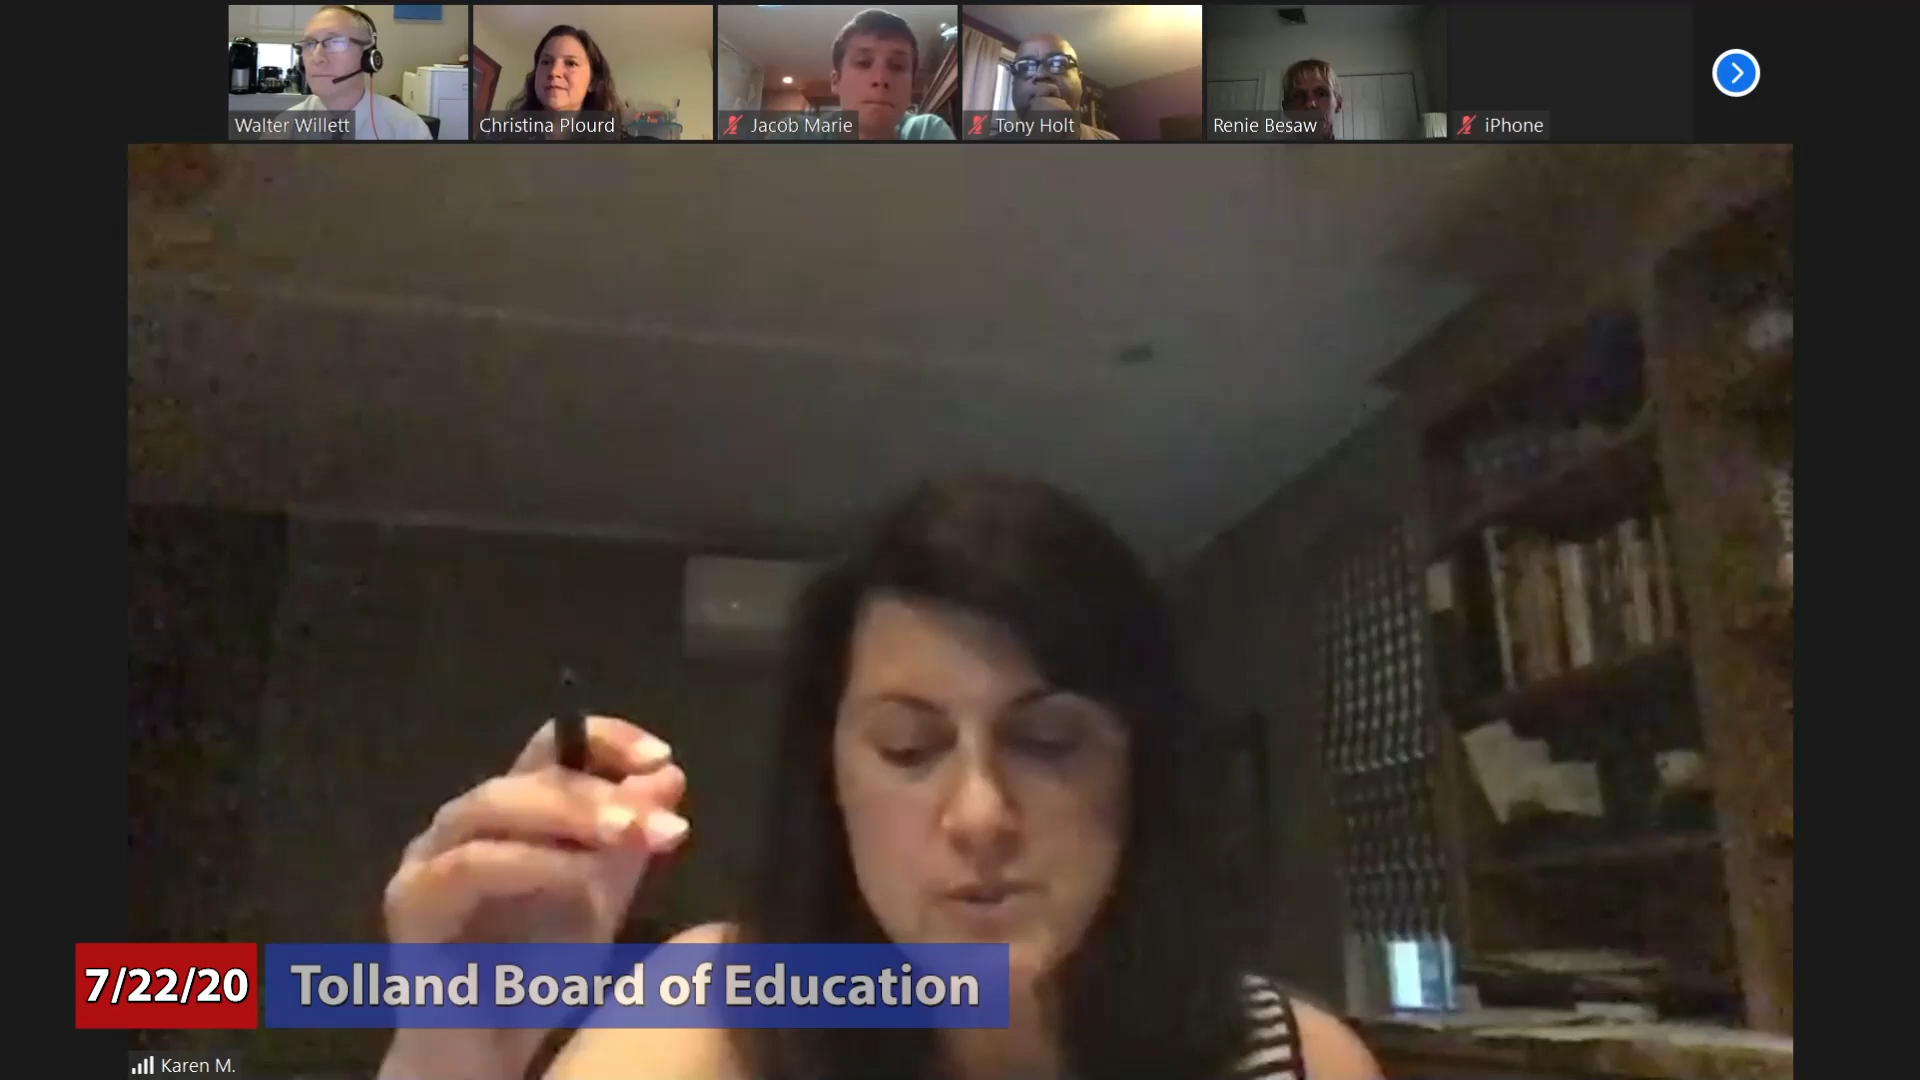 Walter Willett
Christina Plourd
Jacob Marie
Tony Holt
Renie Besaw
iPhone
7/22/20
Tolland Board of Education
Karen M.